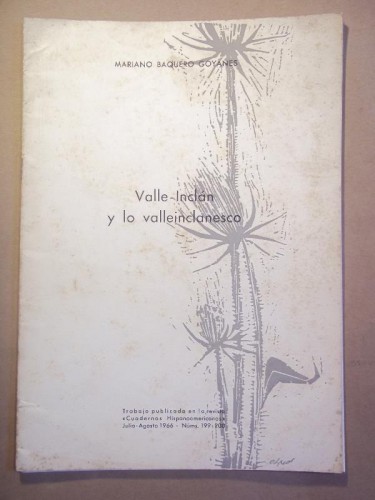 MARIANO BAQUERO GOYANES
Valle-Inclán
y lo valleinclanesco
Trabajo publicado en la revista
«Cuadernos Hispanoamericanos»
Julio-Agosto 1966 - Núms. 199-200